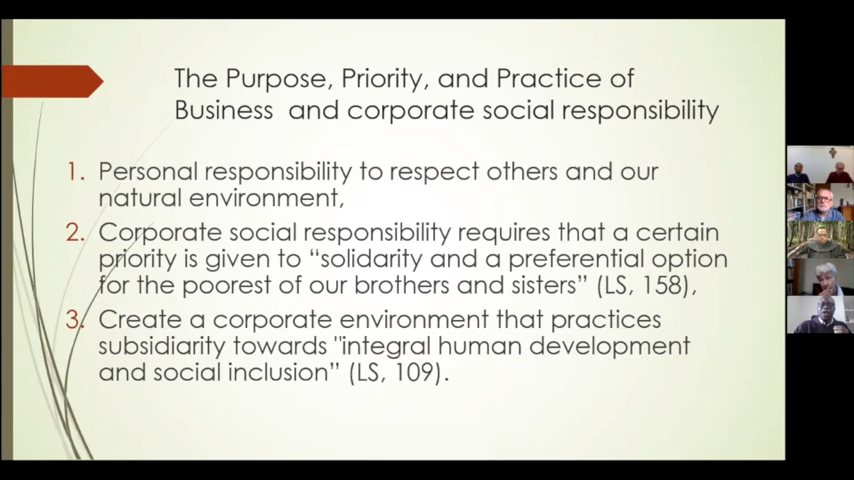 The Purpose, Priority, and Practice of
Business and corporate social responsibility
1. Personal responsibility to respect others and our
natural environment,
2. Corporate social responsibility requires that a certain
priority is given to “solidarity and a preferential option
for the poorest of our brothers and sisters” (LS, 158),
3. Create a corporate environment that practices
subsidiarity towards "integral human development
and social inclusion” (LS, 109).